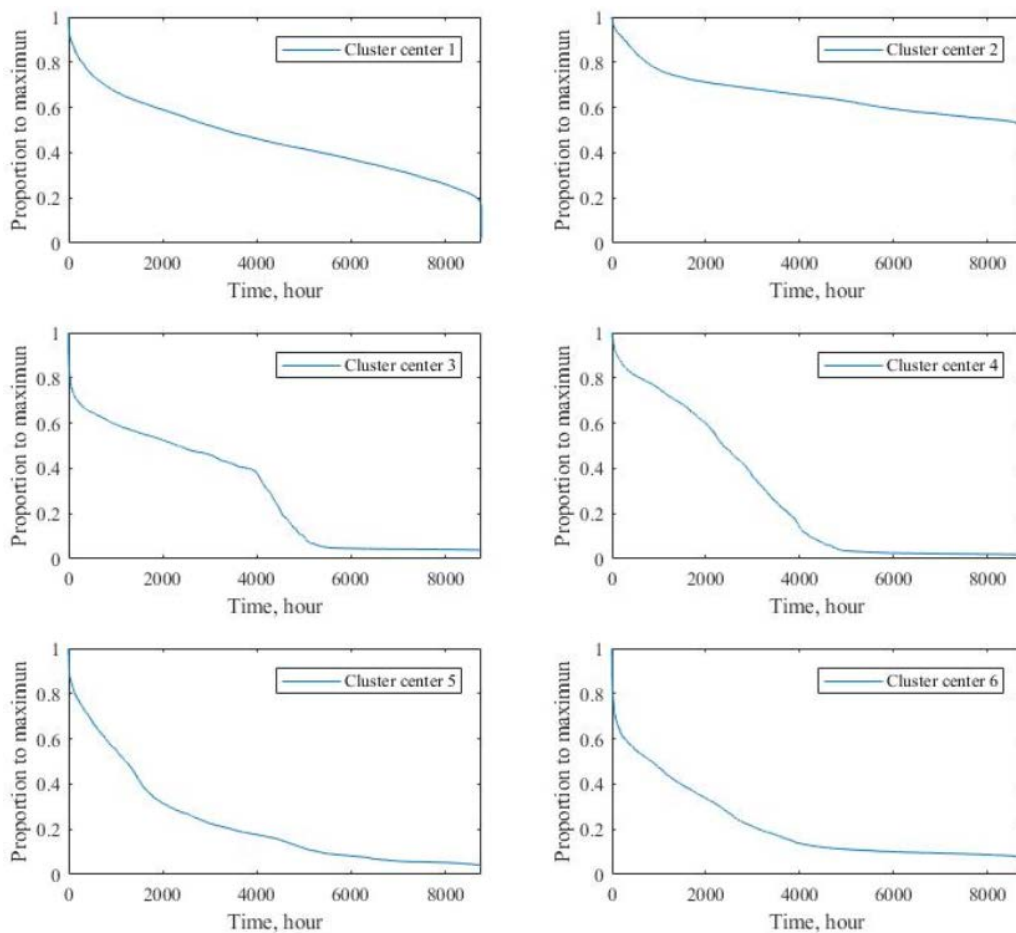 Cluster center 1
Proportion to maximun
1
0.8
0.6
0.4
0.2
0
0 2000 4000 6000 8000
Time, hour
Cluster center 2
Proportion to maximun
1
0.8
0.6
0.4
0.2
0
0 2000 4000 6000 8000
Time, hour
Cluster center 3
Proportion to maximun
1
0.8
0.6
0.4
0.2
0
0 2000 4000 6000 8000
Time, hour
Cluster center 4
Proportion to maximun
1
0.8
0.6
0.4
0.2
0
0 2000 4000 6000 8000
Time, hour
Cluster center 5
Proportion to maximun
1
0.8
0.6
0.4
0.2
0
0 2000 4000 6000 8000
Time, hour
Cluster center 6
Proportion to maximun
1
0.8
0.6
0.4
0.2
0
0 2000 4000 6000 8000
Time, hour